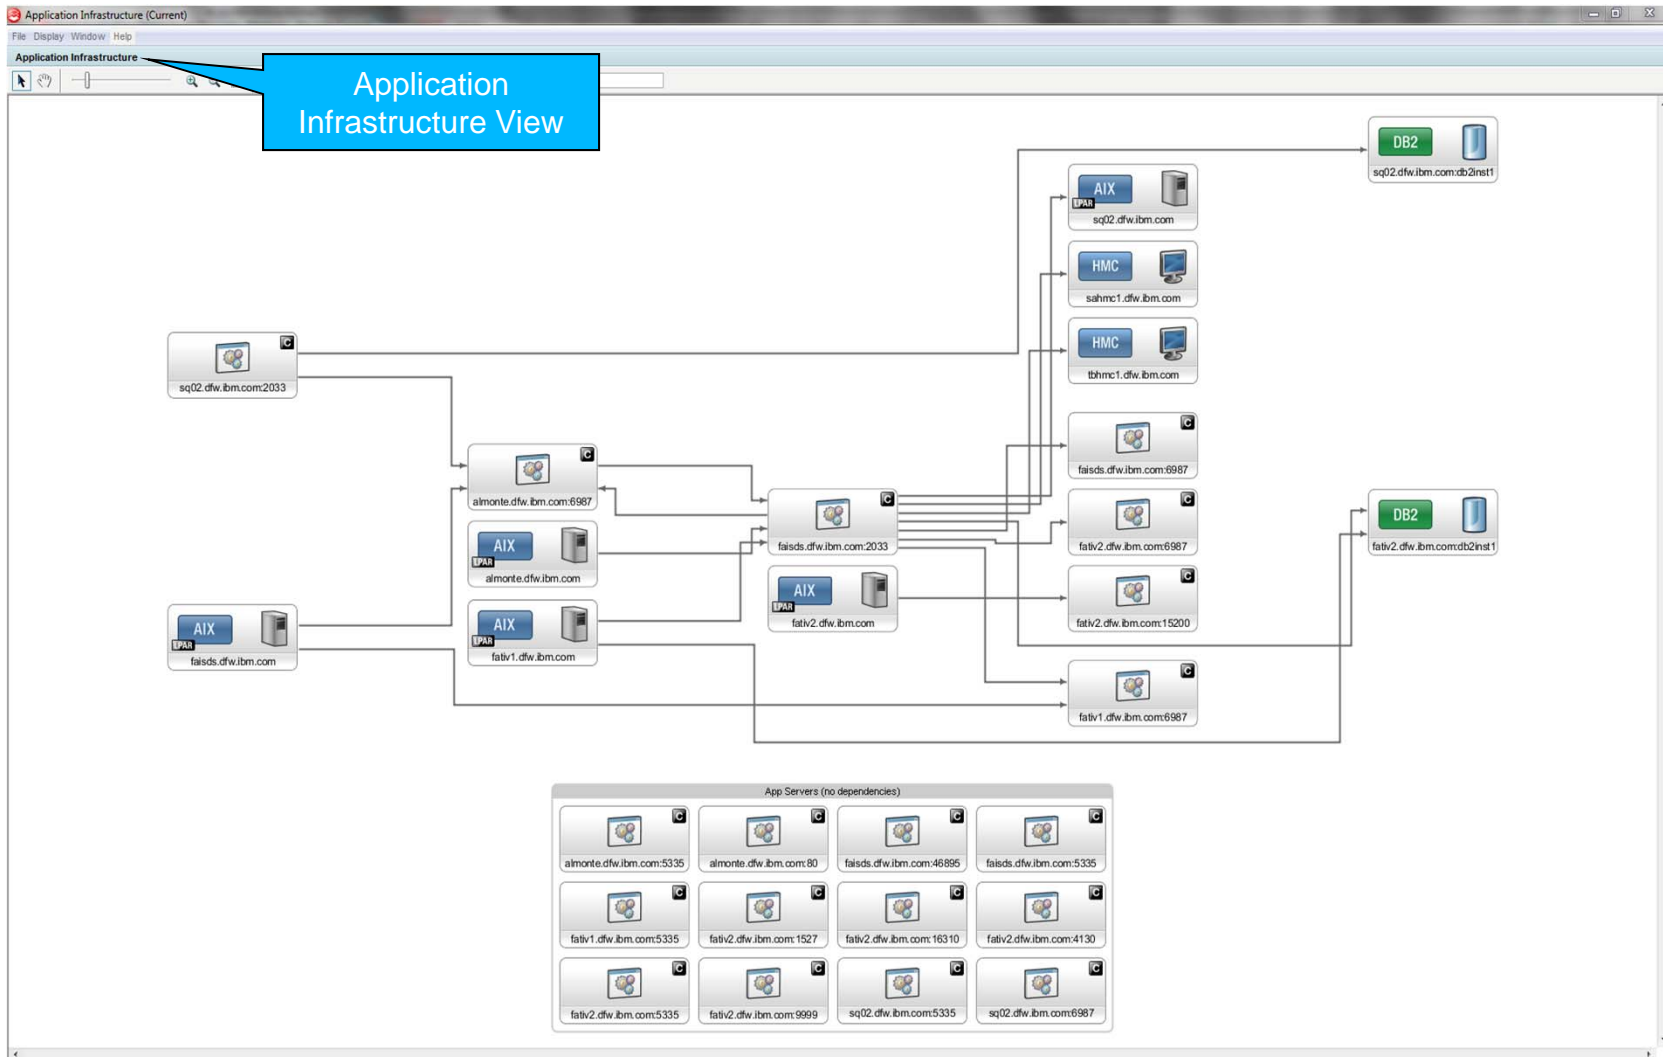 Application Infrastructure (Current)
File Display Window Help
Application Infrastructure
Application
Infrastructure View
DB2
sq02.dfw.ibm.com:db2inst1
AIX
LPAR
sq02.dfw.ibm.com
HMC
sahmc1.dfw.ibm.com
HMC
tbhmc1.dfw.ibm.com
C
sq02.dfw.ibm.com:2033
C
faisds.dfw.ibm.com:6987
C
almonte.dfw.ibm.com:6987
C
faisds.dfw.ibm.com:2033
C
fativ2.dfw.ibm.com:6987
DB2
fativ2.dfw.ibm.com:db2inst1
AIX
LPAR
almonte.dfw.ibm.com
AIX
LPAR
fativ2.dfw.ibm.com
C
fativ2.dfw.ibm.com:15200
AIX
LPAR
faisds.dfw.ibm.com
AIX
LPAR
fativ1.dfw.ibm.com
C
fativ1.dfw.ibm.com:6987
App Servers (no dependencies)
C C C C
almonte.dfw.ibm.com:5335 almonte.dfw.ibm.com:80 faisds.dfw.ibm.com:46895 faisds.dfw.ibm.com:5335
C C C C
fativ1.dfw.ibm.com:5335 fativ2.dfw.ibm.com:1527 fativ2.dfw.ibm.com:16310 fativ2.dfw.ibm.com:4130
C C C C
fativ2.dfw.ibm.com:5335 fativ2.dfw.ibm.com:9999 sq02.dfw.ibm.com:5335 sq02.dfw.ibm.com:6987